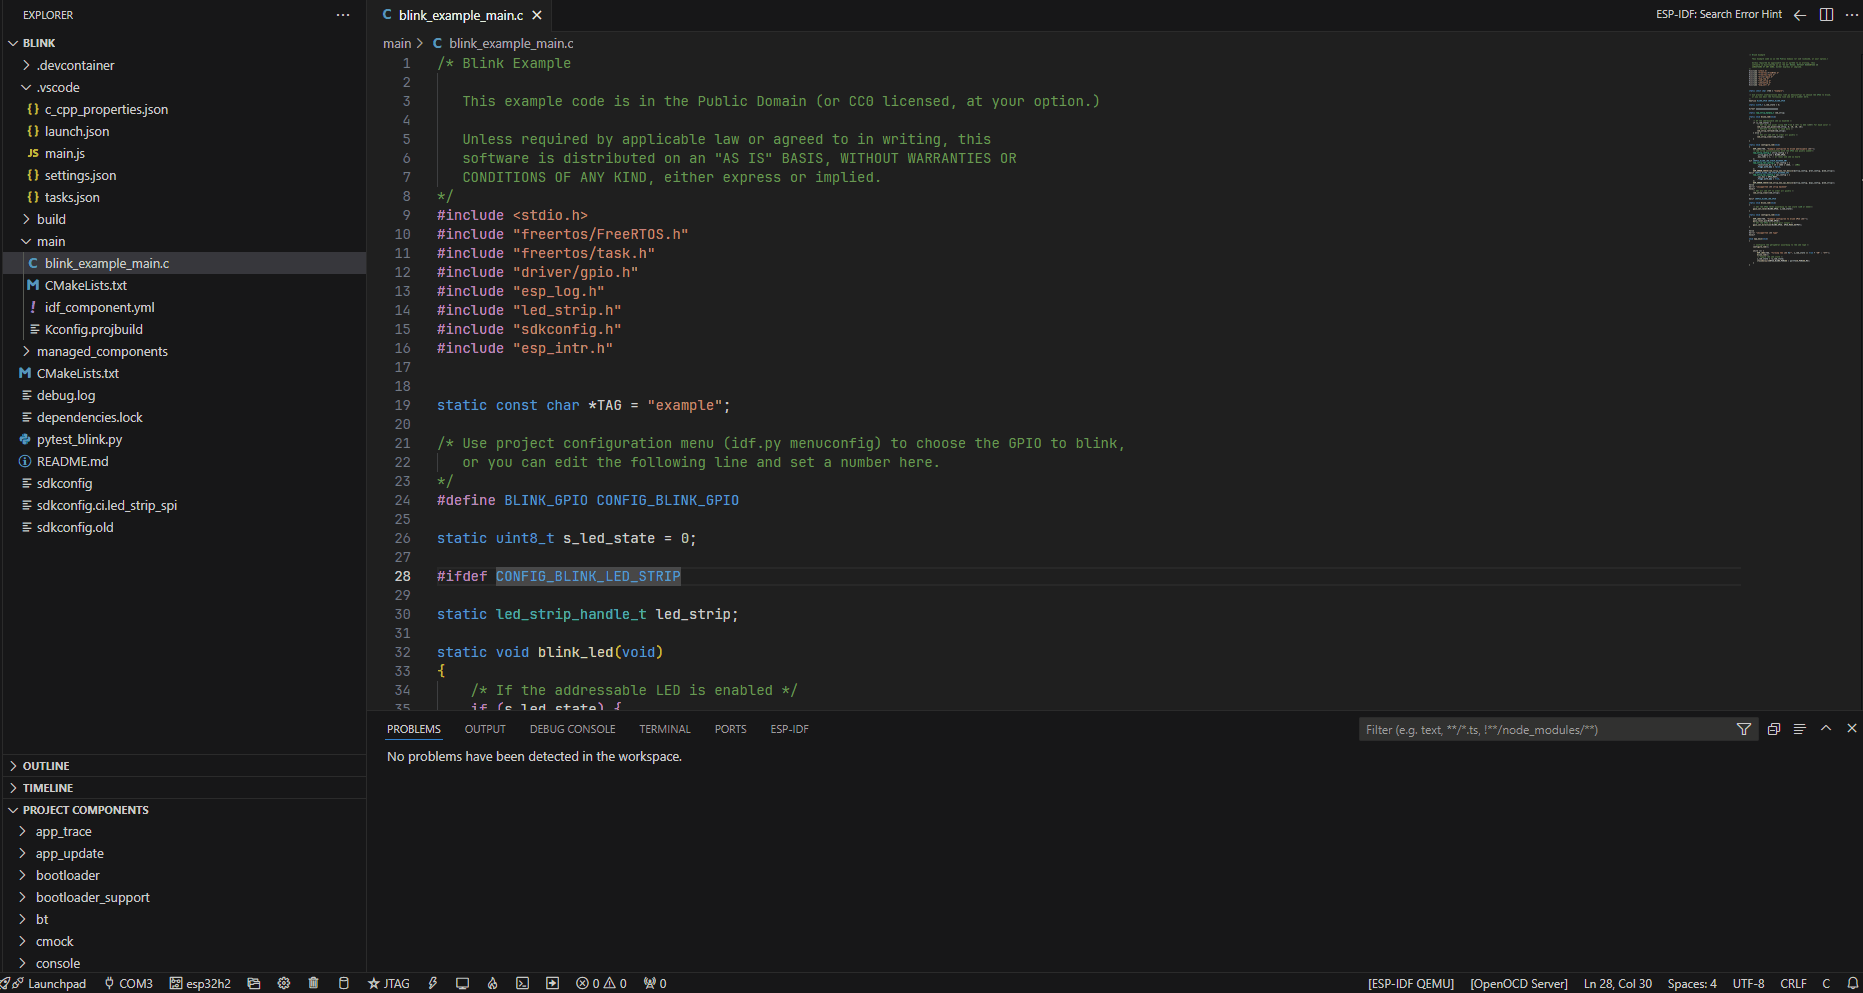 EXPLORER
BLINK
.devcontainer
.vscode
{} c_cpp_properties.json
{} launch.json
JS main.js
{} settings.json
{} tasks.json
build
main
C blink_example_main.c
M CMakeLists.txt
! idf_component.yml
Kconfig.projbuild
managed_components
M CMakeLists.txt
debug.log
dependencies.lock
pytest_blink.py
README.md
sdkconfig
sdkconfig.ci.led_strip_spi
sdkconfig.old
OUTLINE
TIMELINE
PROJECT COMPONENTS
app_trace
app_update
bootloader
bootloader_support
bt
cmock
console
C blink_example_main.c
ESP-IDF: Search Error Hint
main > C blink_example_main.c
1 /* Blink Example
2
3 This example code is in the Public Domain (or CC0 licensed, at your option.)
4
5 Unless required by applicable law or agreed to in writing, this
6 software is distributed on an "AS IS" BASIS, WITHOUT WARRANTIES OR
7 CONDITIONS OF ANY KIND, either express or implied.
8 */
9 #include <stdio.h>
10 #include "freertos/FreeRTOS.h"
11 #include "freertos/task.h"
12 #include "driver/gpio.h"
13 #include "esp_log.h"
14 #include "led_strip.h"
15 #include "sdkconfig.h"
16 #include "esp_intr.h"
17
18
19 static const char *TAG = "example";
20
21 /* Use project configuration menu (idf.py menuconfig) to choose the GPIO to blink,
22 or you can edit the following line and set a number here.
23 */
24 #define BLINK_GPIO CONFIG_BLINK_GPIO
25
26 static uint8_t s_led_state = 0;
27
28 #ifdef CONFIG_BLINK_LED_STRIP
29
30 static led_strip_handle_t led_strip;
31
32 static void blink_led(void)
33 {
34 /* If the addressable LED is enabled */
35 if (s_led_state) {
PROBLEMS OUTPUT DEBUG CONSOLE TERMINAL PORTS ESP-IDF
Filter (e.g. text, **/*.ts, !**/node_modules/**)
No problems have been detected in the workspace.
Launchpad COM3 esp32h2 JTAG 0 0 0 [ESP-IDF QEMU] [OpenOCD Server] Ln 28, Col 30 Spaces: 4 UTF-8 CRLF C